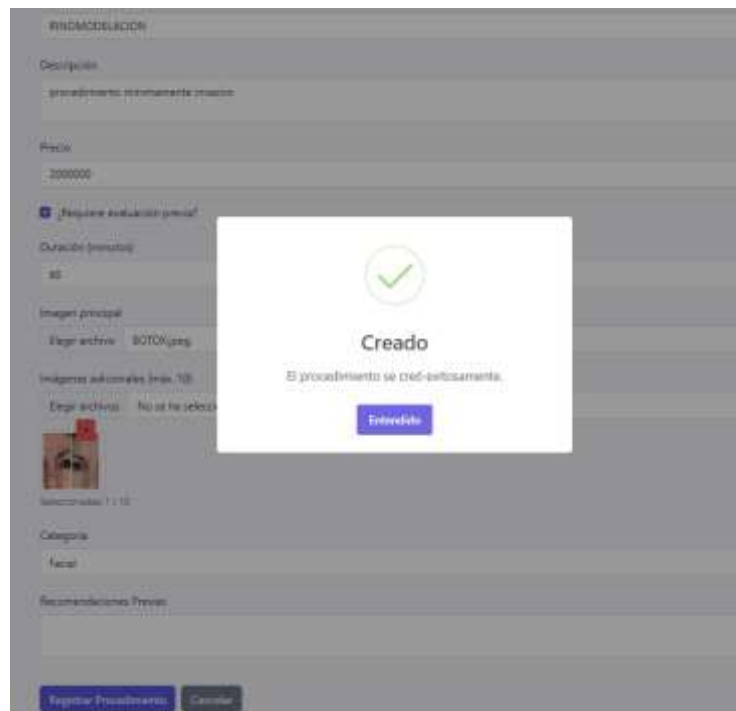 RINOMODELACION
Descripción
procedimiento minimamente invasivo
Precio
2000000
¿Requiere evaluación previa?
Duración (minutos)
60
Imagen principal
Elegir archivo BOTOX.jpeg
Imágenes adicionales (máx. 10)
Elegir archivos No se ha selecc
Seleccionadas: 1 / 10
Categoría
facial
Recomendaciones Previas
Registrar Procedimiento Cancelar
Creado
El procedimiento se creó exitosamente.
Entendido